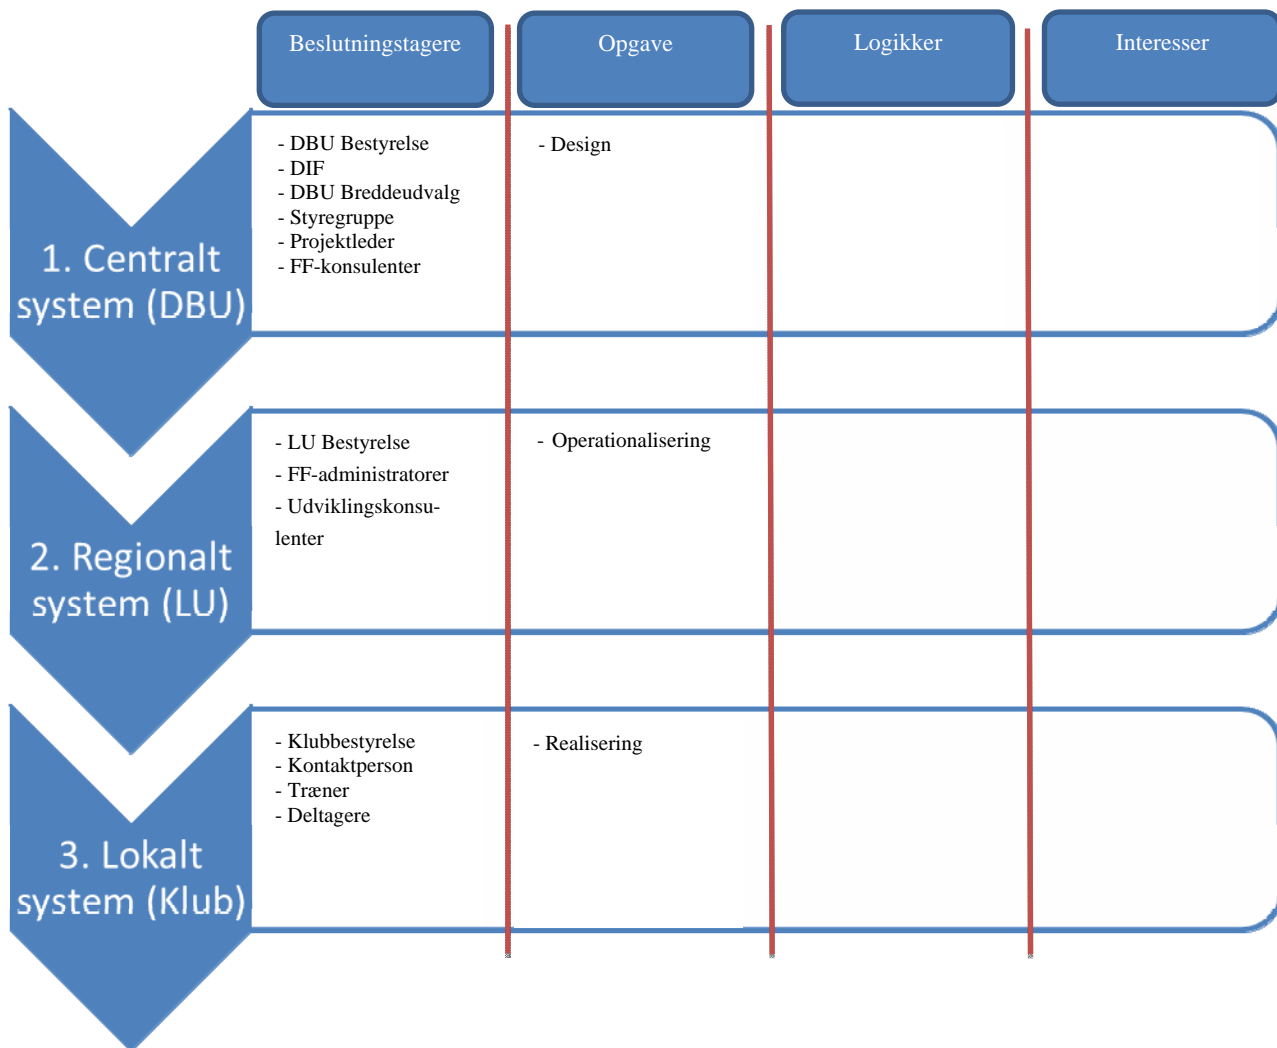 Beslutningstagere
Opgave
Logikker
Interesser
1. Centralt
system (DBU)
- DBU Bestyrelse
- DIF
- DBU Breddeudvalg
- Styregruppe
- Projektleder
- FF-konsulenter
- Design
2. Regionalt
system (LU)
- LU Bestyrelse
- FF-administratorer
- Udviklingskonsu-
lenter
- Operationalisering
3. Lokalt
system (Klub)
- Klubbestyrelse
- Kontaktperson
- Træner
- Deltagere
- Realisering